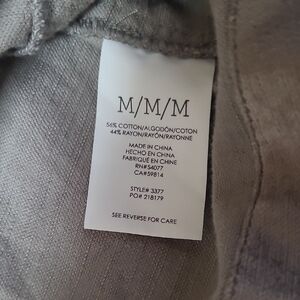 M/M/M
56% COTTON/ALGODÓN/COTON
44% RAYON/RAYÓN/RAYONNE
MADE IN CHINA
HECHO EN CHINA
FABRIQUÉ EN CHINE
RN#54077
CA#59814
STYLE# 3377
PO# 218179
SEE REVERSE FOR CARE